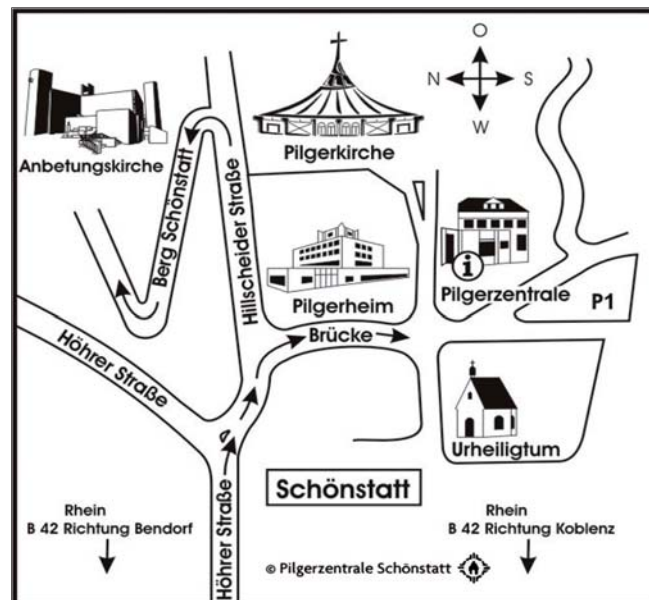 O
N S
W
Anbetungskirche
Pilgerkirche
Berg Schönstatt
Hillscheider Straße
Pilgerheim
i
Pilgerzentrale
P1
Brücke
Höhrer Straße
Urheiligtum
Schönstatt
Höhrer Straße
Rhein
B 42 Richtung Bendorf
Rhein
B 42 Richtung Koblenz
© Pilgerzentrale Schönstatt